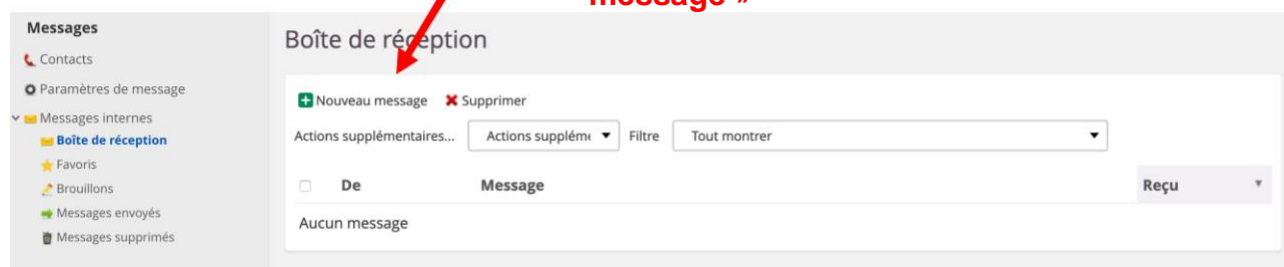 message »
Messages
Contacts
Paramètres de message
Messages internes
Boîte de réception
Favoris
Brouillons
Messages envoyés
Messages supprimés
Boîte de réception
Nouveau message Supprimer
Actions supplémentaires... Actions supplém Filtre Tout montrer
De Message Reçu
Aucun message